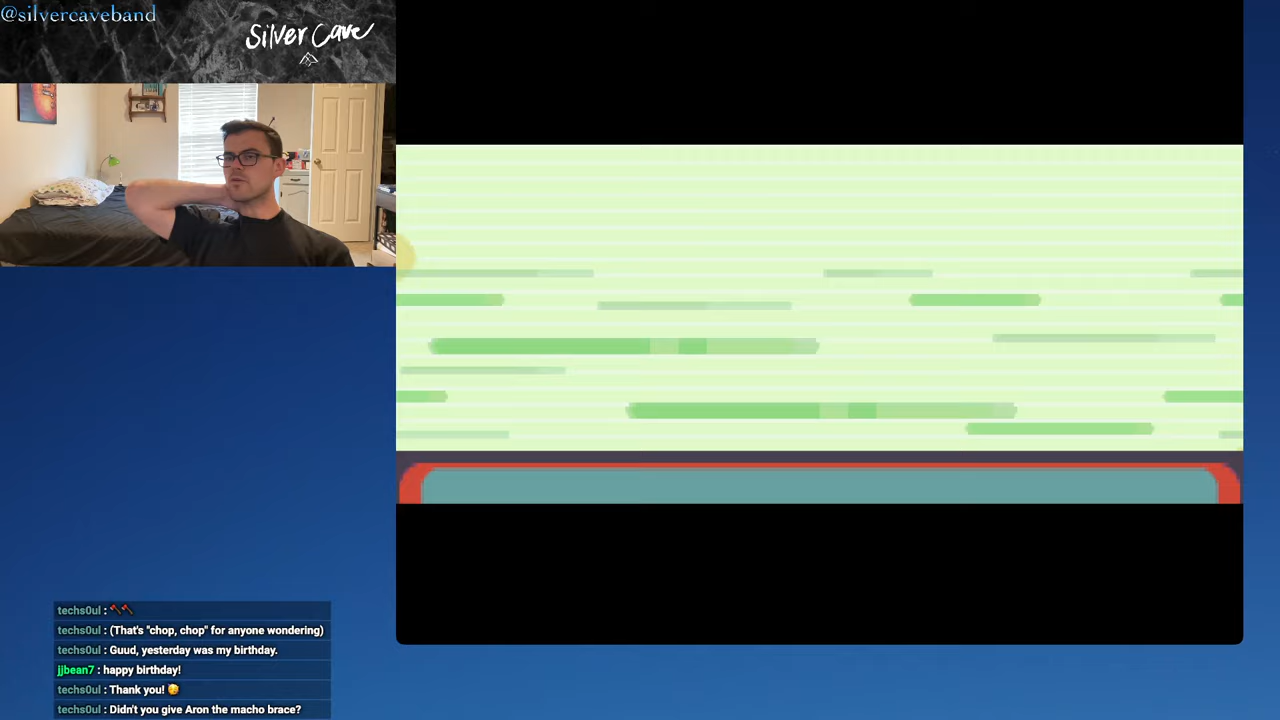 @silvercaveband
Silver Cave
techs0ul : 🪓🪓
techs0ul : (That's "chop, chop" for anyone wondering)
techs0ul : Guud, yesterday was my birthday.
jjbean7 : happy birthday!
techs0ul : Thank you! 🥳
techs0ul : Didn't you give Aron the macho brace?